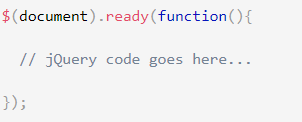 $(document).ready(function(){
// jQuery code goes here...
});